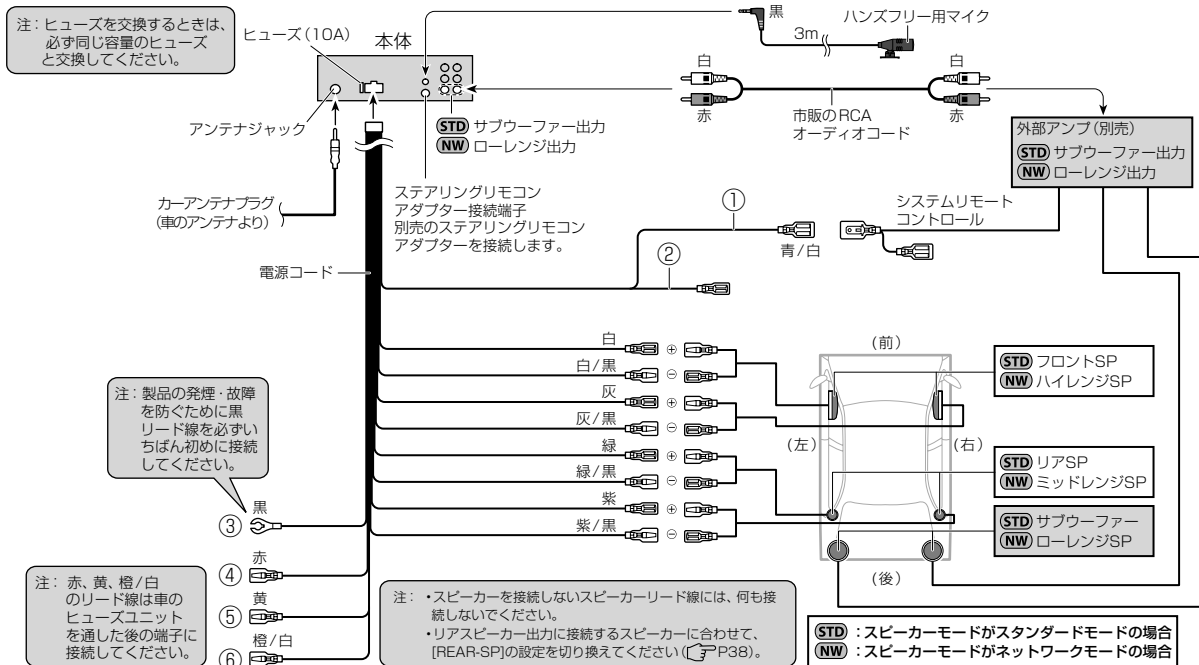 注：ヒューズを交換するときは、
必ず同じ容量のヒューズ
と交換してください。
ヒューズ（10A）
本体
黒
3m
ハンズフリー用マイク
アンテナジャック
STD サブウーファー出力
NW ローレンジ出力
白
赤
市販のRCA
オーディオコード
白
赤
外部アンプ（別売）
STD サブウーファー出力
NW ローレンジ出力
カーアンテナプラグ
（車のアンテナより）
ステアリングリモコン
アダプター接続端子
別売のステアリングリモコン
アダプターを接続します。
①
青/白
システムリモート
コントロール
電源コード
②
白
⊕
白/黒
⊖
灰
⊕
灰/黒
⊖
緑
⊕
緑/黒
⊖
紫
⊕
紫/黒
⊖
（前）
（左）
（右）
（後）
STD フロントSP
NW ハイレンジSP
STD リアSP
NW ミッドレンジSP
STD サブウーファー
NW ローレンジSP
注：製品の発煙・故障
を防ぐために黒
リード線を必ずい
ちばん初めに接続
してください。
黒
③
赤
④
黄
⑤
橙/白
⑥
注： 赤、黄、橙/白
のリード線は車の
ヒューズユニット
を通した後の端子に
接続してください。
注： ・スピーカーを接続しないスピーカーリード線には、何も接
続しないでください。
・リアスピーカー出力に接続するスピーカーに合わせて、
[REAR-SP]の設定を切り換えてください（P38）。
STD ：スピーカーモードがスタンダードモードの場合
NW ：スピーカーモードがネットワークモードの場合